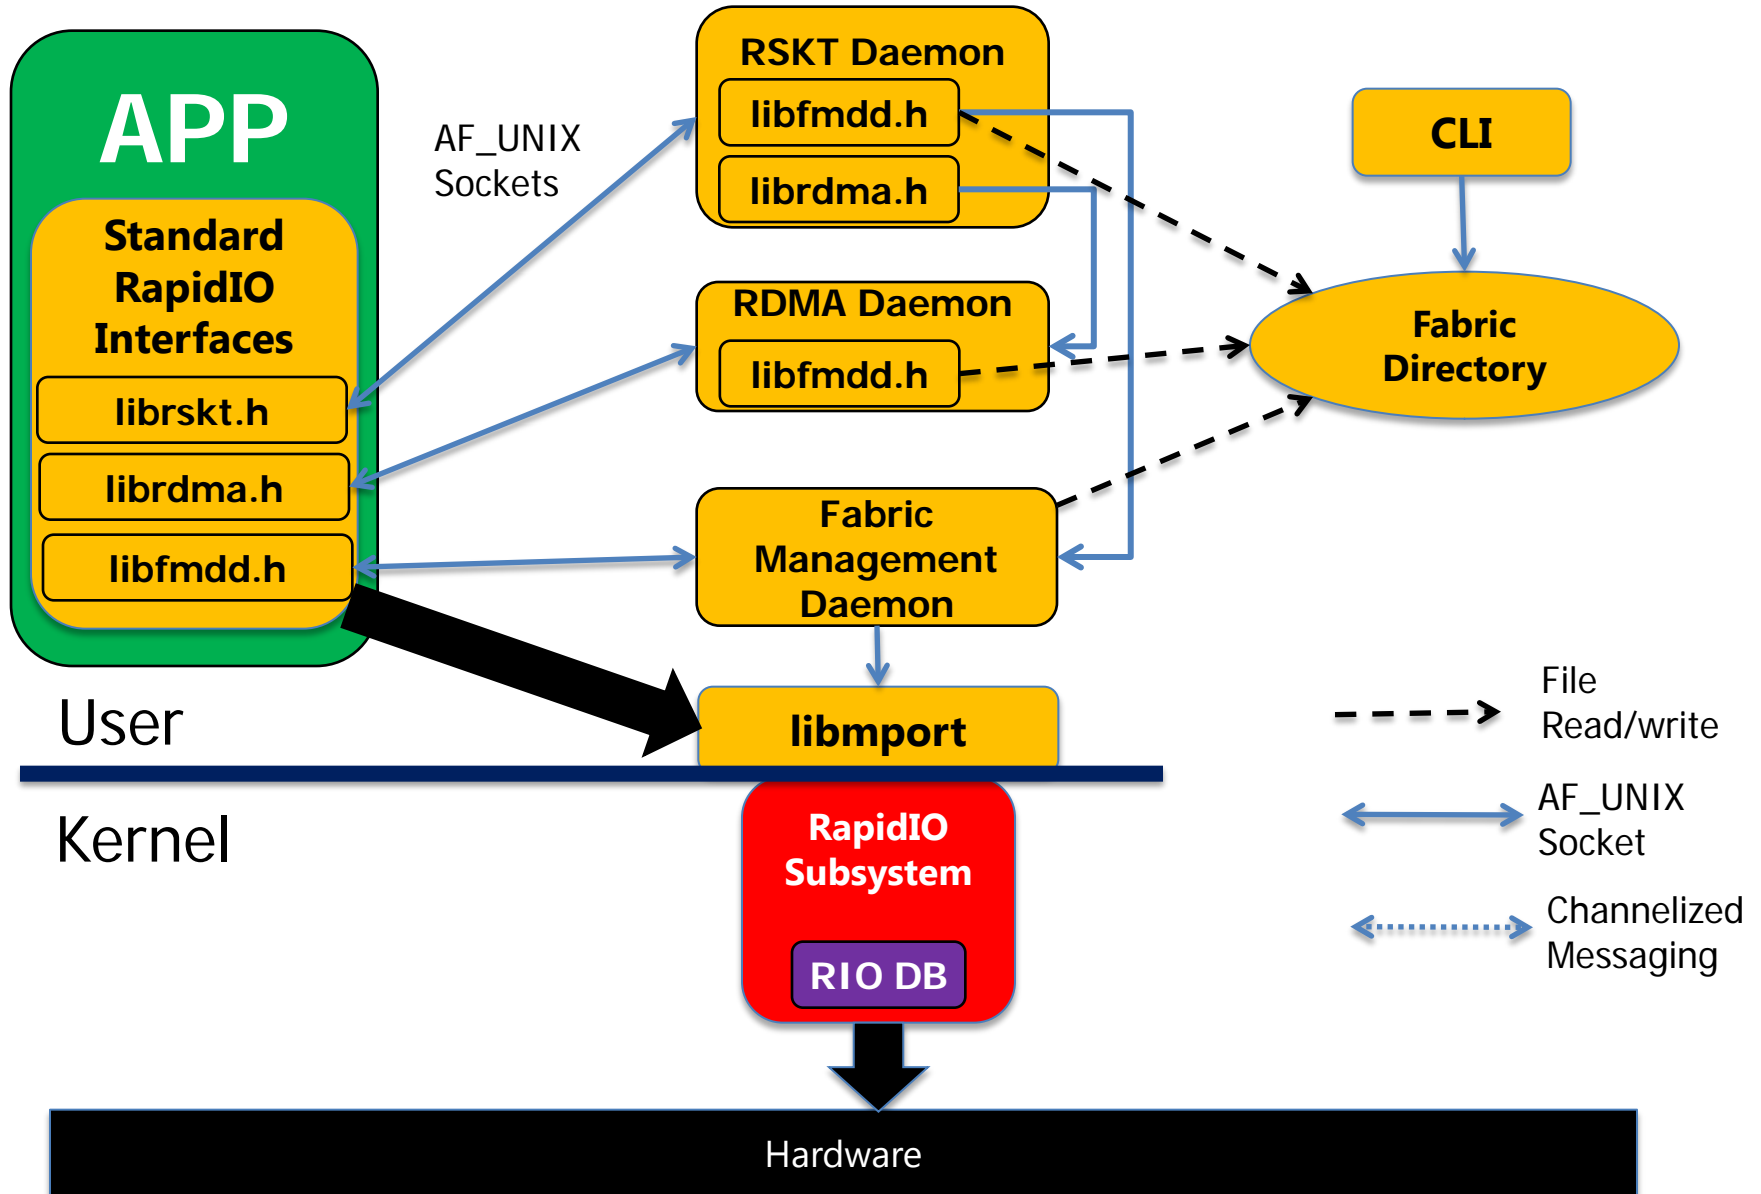 APP
Standard
RapidIO
Interfaces
librskt.h
librdma.h
libfmdd.h
AF_UNIX
Sockets
RSKT Daemon
libfmdd.h
librdma.h
RDMA Daemon
libfmdd.h
Fabric
Management
Daemon
libmport
CLI
Fabric
Directory
User
Kernel
RapidIO
Subsystem
RIO DB
Hardware
File
Read/write
AF_UNIX
Socket
Channelized
Messaging